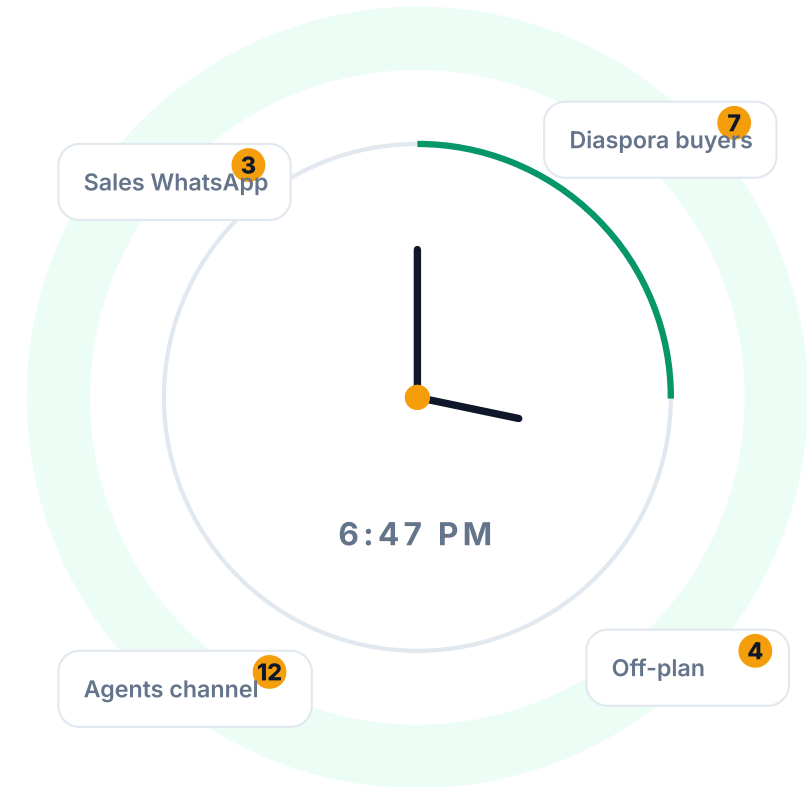 7
Diaspora buyers
3
Sales WhatsApp
6:47 PM
4
Off-plan
12
Agents channel